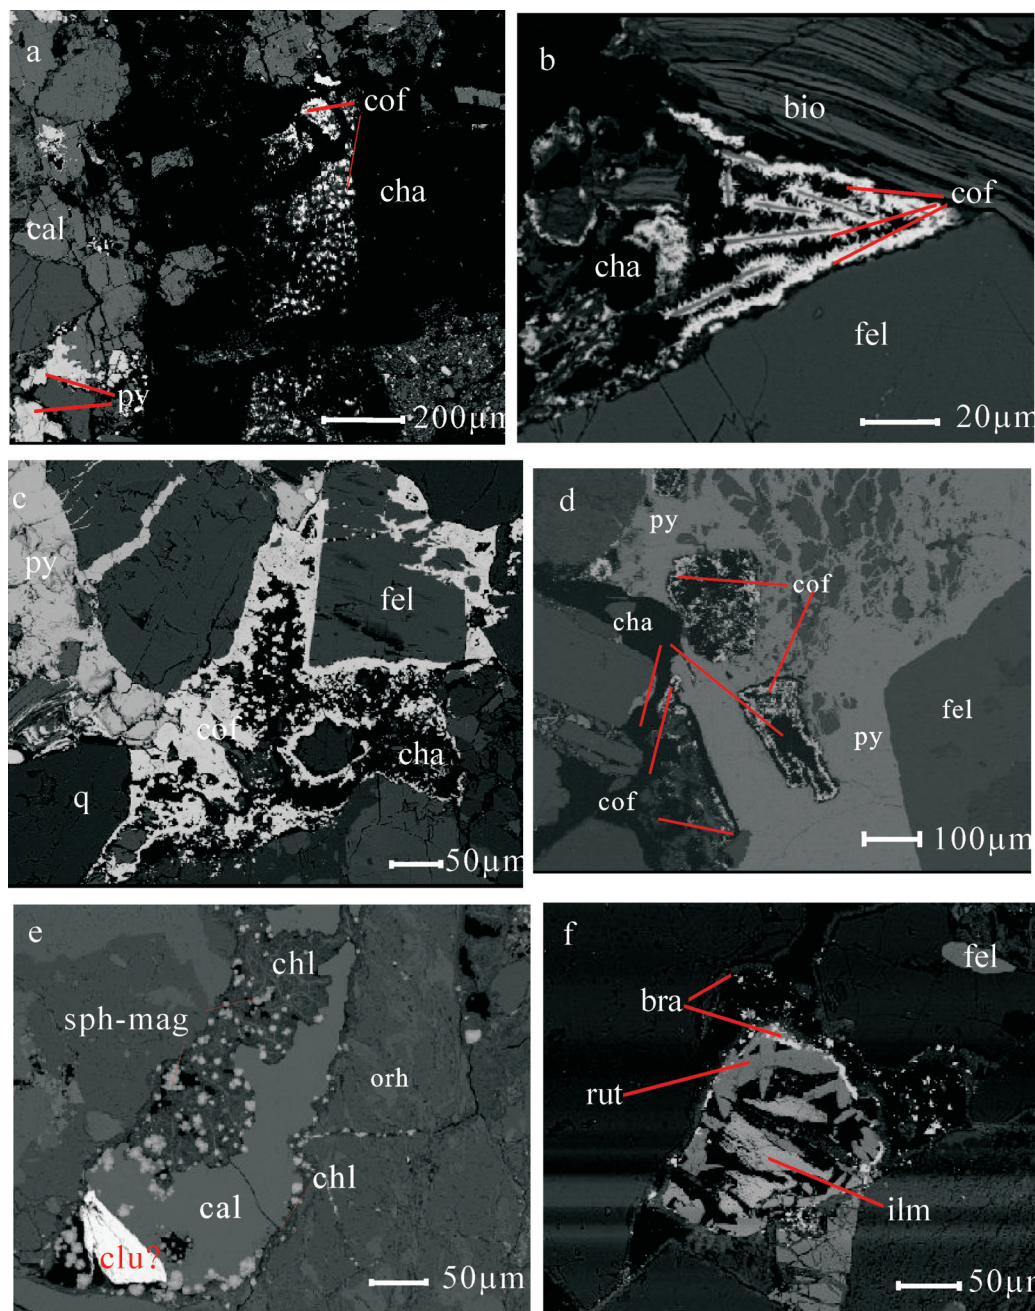 a
cof
cha
cal
py
200μm
b
bio
cof
cha
fel
20μm
c
py
fel
cof
cha
q
50μm
d
py
cof
cha
fel
py
cof
100μm
e
chl
sph-mag
orh
chl
cal
clu?
50μm
f
fel
bra
rut
ilm
50μm